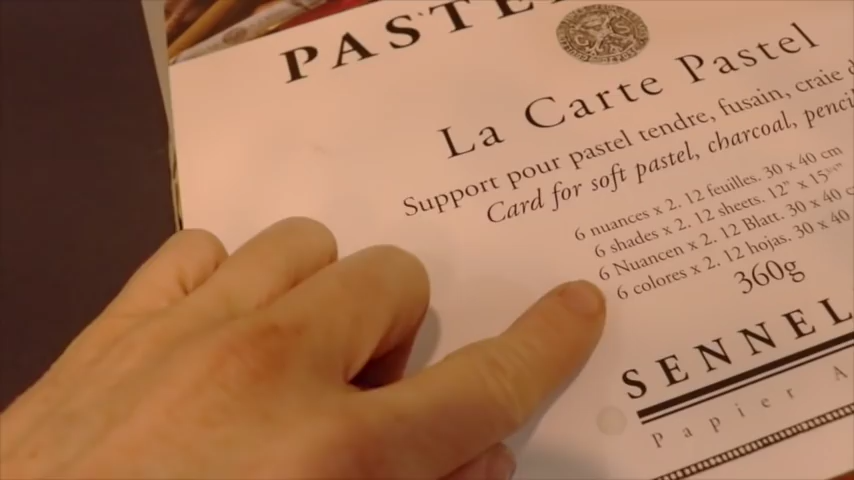 La Carte Pastel
Support pour pastel tendre, fusain, craie
Card for soft pastel, charcoal,
6 nuances x 2. 12 feuilles. 30 x 40 cm
6 shades x 2. 12 sheets. 12" x 15
6 Nuancen x 2. 12 Blatt. 30 x 40
6 colores x 2. 12 hojas. 30 x 40
360g
SENNEL
Papier A